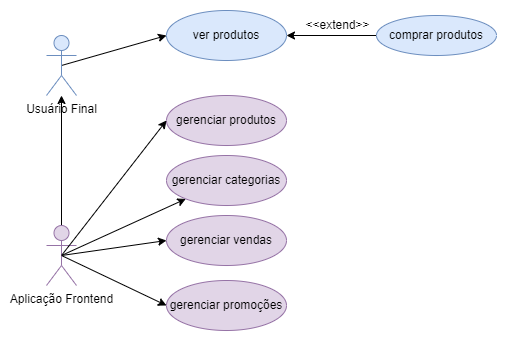 ver produtos
<<extend>>
comprar produtos
Usuário Final
gerenciar produtos
gerenciar categorias
gerenciar vendas
Aplicação Frontend
gerenciar promoções